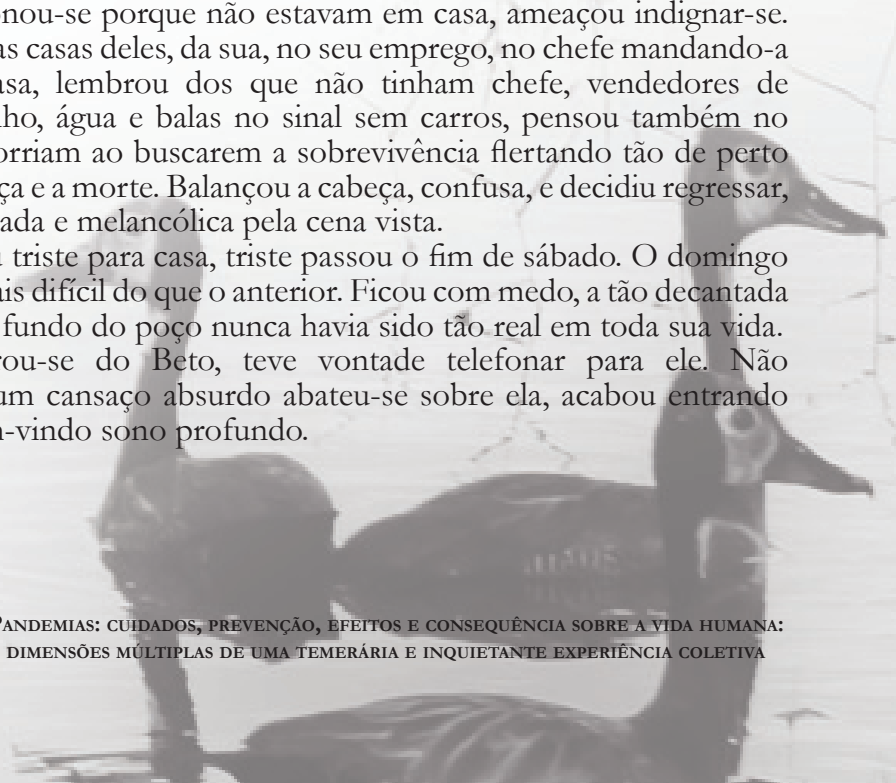 nou-se porque não estavam em casa, ameaçou indignar-se.
as casas deles, da sua, no seu emprego, no chefe mandando-a
asa, lembrou dos que não tinham chefe, vendedores de
lho, água e balas no sinal sem carros, pensou também no
orriam ao buscarem a sobrevivência flertando tão de perto
ça e a morte. Balançou a cabeça, confusa, e decidiu regressar,
ada e melancólica pela cena vista.
triste para casa, triste passou o fim de sábado. O domingo
ais difícil do que o anterior. Ficou com medo, a tão decantada
fundo do poço nunca havia sido tão real em toda sua vida.
rou-se do Beto, teve vontade telefonar para ele. Não
um cansaço absurdo abateu-se sobre ela, acabou entrando
-vindo sono profundo.
Pandemias: cuidados, prevenção, efeitos e consequência sobre a vida humana:
dimensões múltiplas de uma temerária e inquietante experiência coletiva